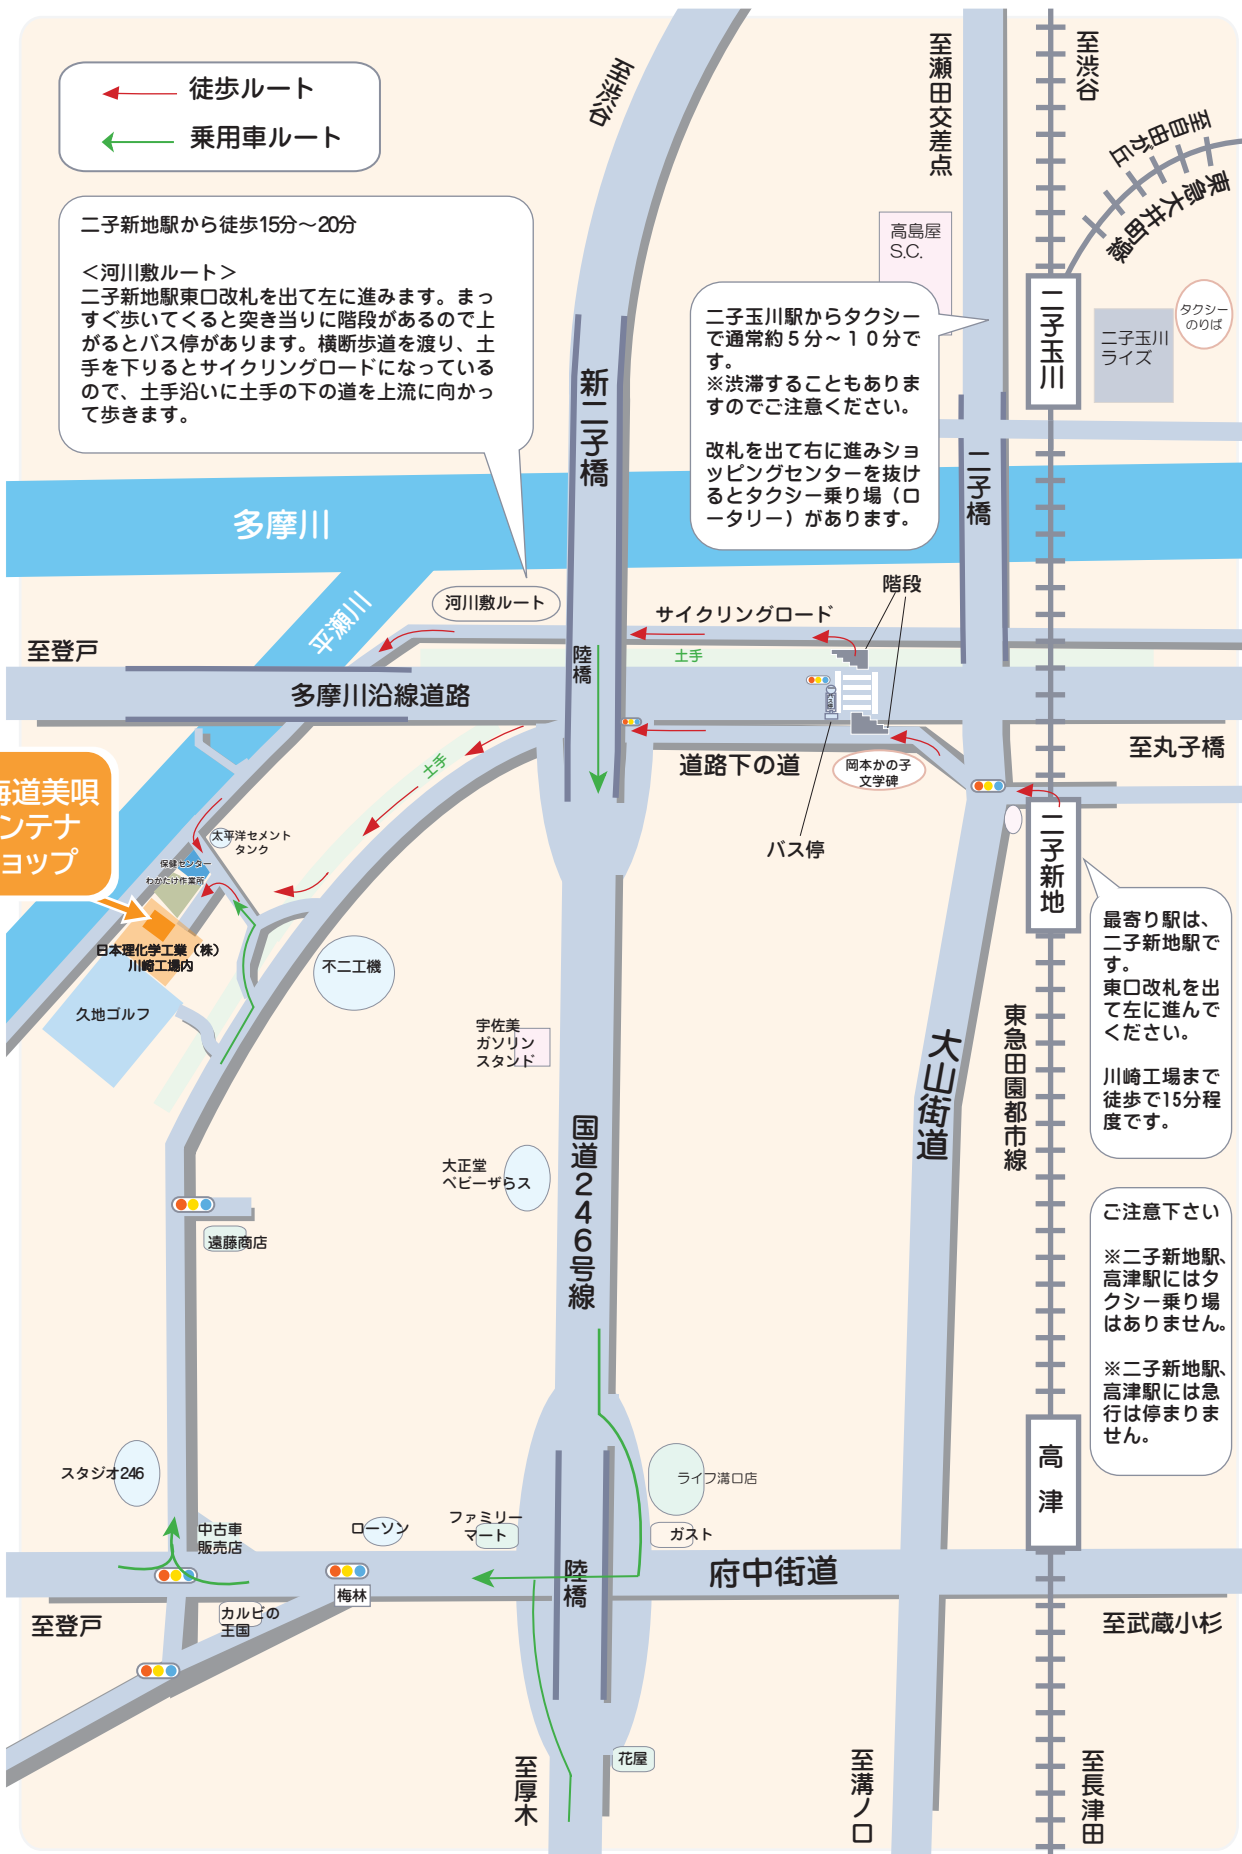 徒歩ルート
乗用車ルート
二子新地駅から徒歩15分〜20分
＜河川敷ルート＞
二子新地駅東口改札を出て左に進みます。まっ
すぐ歩いてくると突き当りに階段があるので上
がるとバス停があります。横断歩道を渡り、土
手を下りるとサイクリングロードになっている
ので、土手沿いに土手の下の道を上流に向かっ
て歩きます。
至渋谷
至瀬田交差点
至渋谷
至自由が丘
東急大井町線
高島屋
S.C.
二子玉川駅からタクシー
で通常約５分〜１０分で
す。
※渋滞することもありま
すのでご注意ください。
改札を出て右に進みショ
ッピングセンターを抜け
るとタクシー乗り場（ロ
ータリー）があります。
二子玉川
二子玉川
ライズ
タクシー
のりば
新二子橋
二子橋
多摩川
平瀬川
河川敷ルート
サイクリングロード
階段
至登戸
陸橋
土手
多摩川沿線道路
バス停
土手
道路下の道
岡本かの子
文学碑
至丸子橋
バス停
二子新地
海道美唄
ンテナ
ョップ
太平洋セメント
タンク
保健センター
わかたけ作業所
日本理化学工業（株）
川崎工場内
久地ゴルフ
不二工機
最寄り駅は、
二子新地駅で
す。
東口改札を出
て左に進んで
ください。
川崎工場まで
徒歩で15分程
度です。
宇佐美
ガソリン
スタンド
大山街道
東急田園都市線
国道２４６号線
大正堂
ベビーザらス
遠藤商店
ご注意下さい
※二子新地駅、
高津駅にはタ
クシー乗り場
はありません。
※二子新地駅、
高津駅には急
行は停まりま
せん。
高津
スタジオ246
中古車
販売店
ローソン
ファミリー
マート
ライフ溝口店
ガスト
陸橋
府中街道
梅林
至登戸
カルビの
王国
至武蔵小杉
花屋
至厚木
至溝ノ口
至長津田